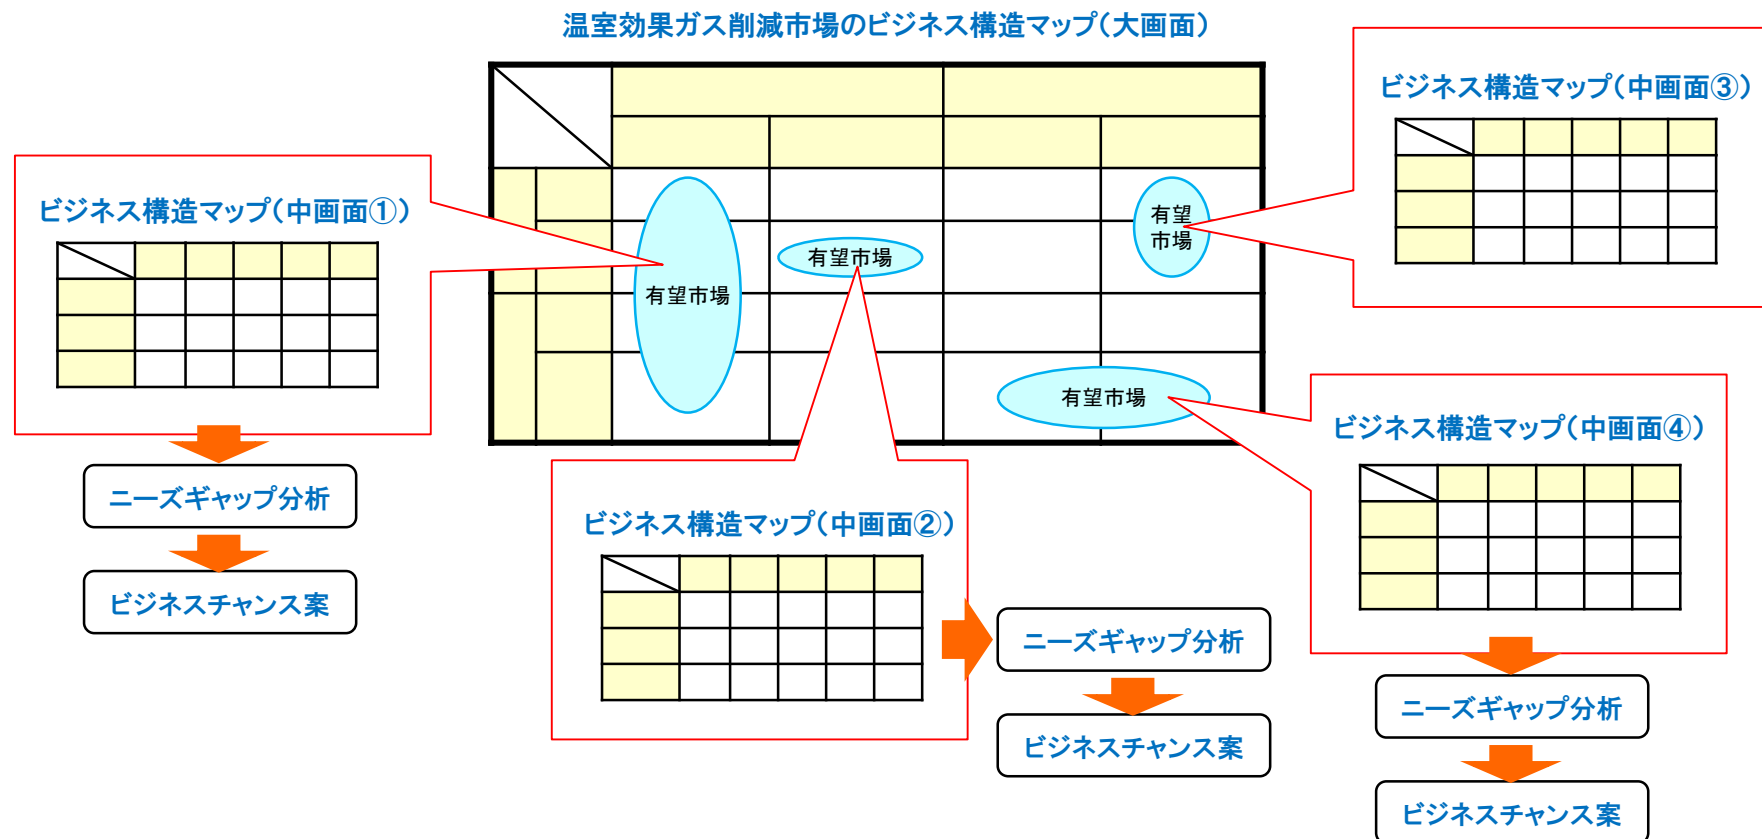 温室効果ガス削減市場のビジネス構造マップ(大画面)
ビジネス構造マップ(中画面③)
ビジネス構造マップ(中画面①)
有望
市場
有望市場
有望市場
有望市場
ビジネス構造マップ(中画面④)
ニーズギャップ分析
ビジネス構造マップ(中画面②)
ビジネスチャンス案
ニーズギャップ分析
ビジネスチャンス案
ニーズギャップ分析
ビジネスチャンス案